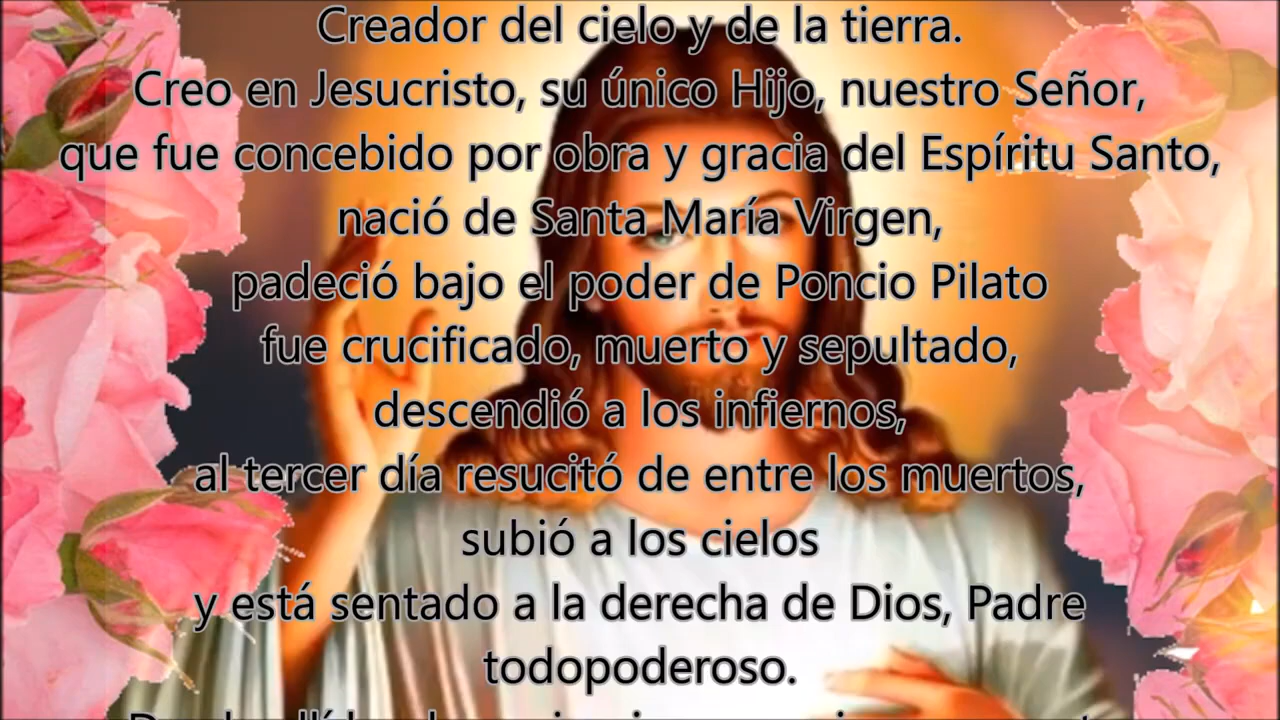 Creador del cielo y de la tierra.
Creo en Jesucristo, su único Hijo, nuestro Señor,
que fue concebido por obra y gracia del Espíritu Santo,
nació de Santa María Virgen,
padeció bajo el poder de Poncio Pilato
fue crucificado, muerto y sepultado,
descendió a los infiernos,
al tercer día resucitó de entre los muertos,
subió a los cielos
y está sentado a la derecha de Dios, Padre
todopoderoso.